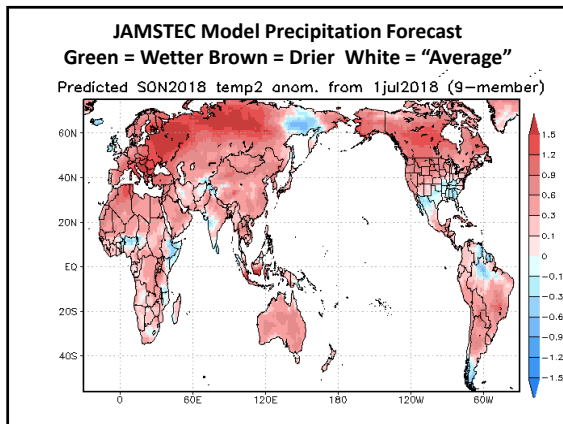 JAMSTEC Model Precipitation Forecast
Green = Wetter Brown = Drier White = “Average”
Predicted SON2018 temp2 anom. from 1jul2018 (9-member)
60N
40N
20N
EQ
20S
40S
0
60E
120E
180
120W
60W
1.5
1.2
0.9
0.6
0.3
0.1
0
-0.1
-0.3
-0.6
-0.9
-1.2
-1.5